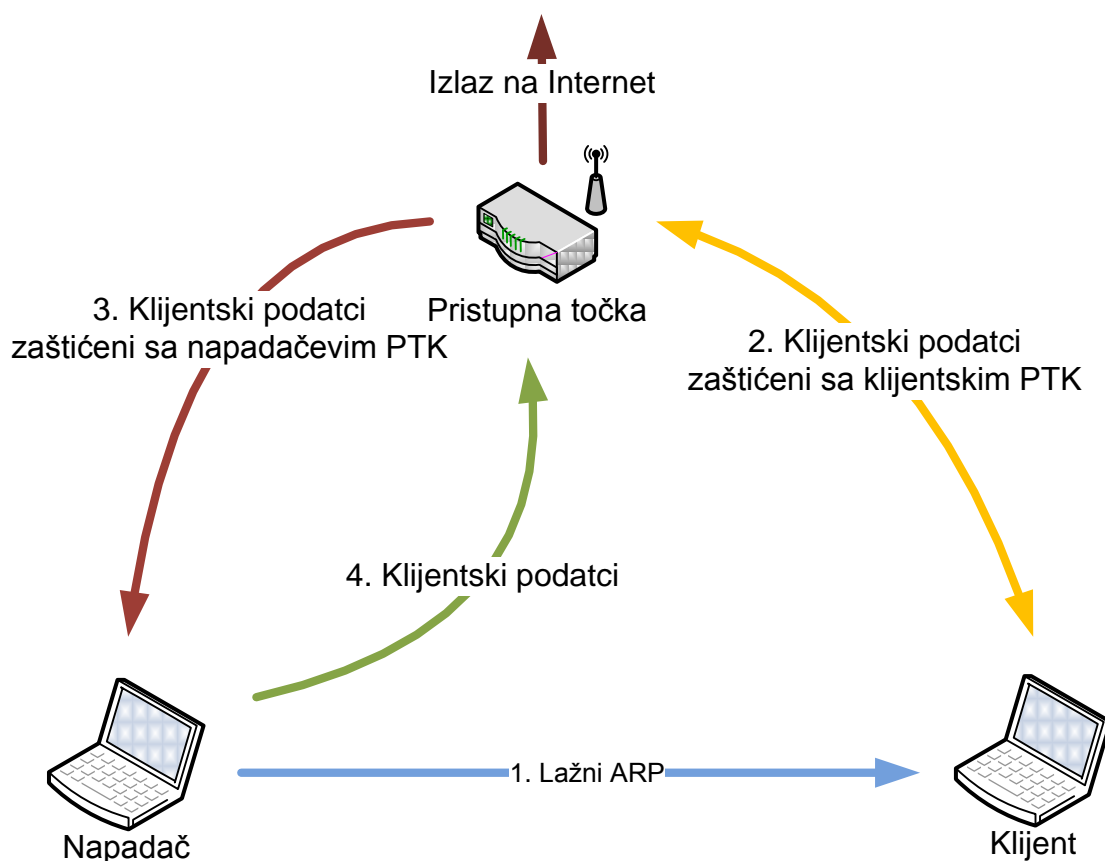 Izlaz na Internet
Pristupna točka
3. Klijentski podatci
zaštićeni sa napadačevim PTK
2. Klijentski podatci
zaštićeni sa klijentskim PTK
4. Klijentski podatci
1. Lažni ARP
Napadač
Klijent